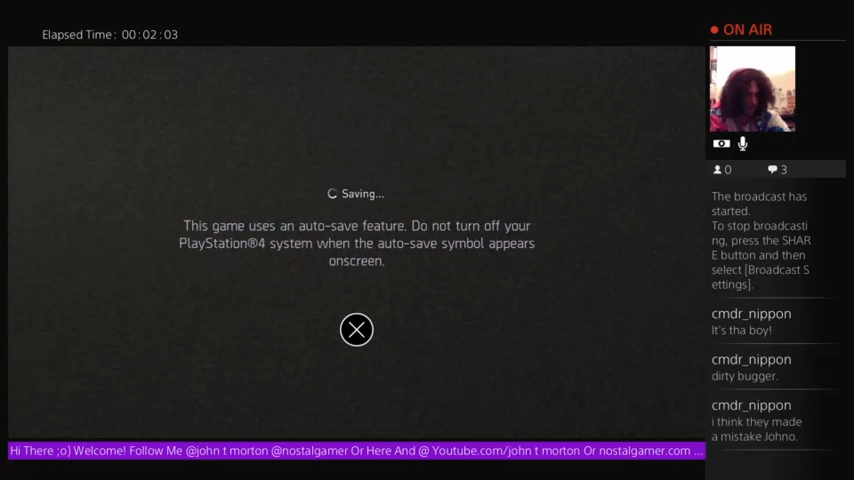 Elapsed Time: 00:02:03
ON AIR
0
3
The broadcast has
started.
To stop broadcasti
ng, press the SHAR
E button and then
select [Broadcast S
ettings].
cmdr_nippon
It's tha boy!
cmdr_nippon
dirty bugger.
cmdr_nippon
i think they made
a mistake Johno.
Saving...
This game uses an auto-save feature. Do not turn off your
PlayStation®4 system when the auto-save symbol appears
onscreen.
Hi There ;o) Welcome! Follow Me @john t morton @nostalgamer Or Here And @ Youtube.com/john t morton Or nostalgamer.com ...